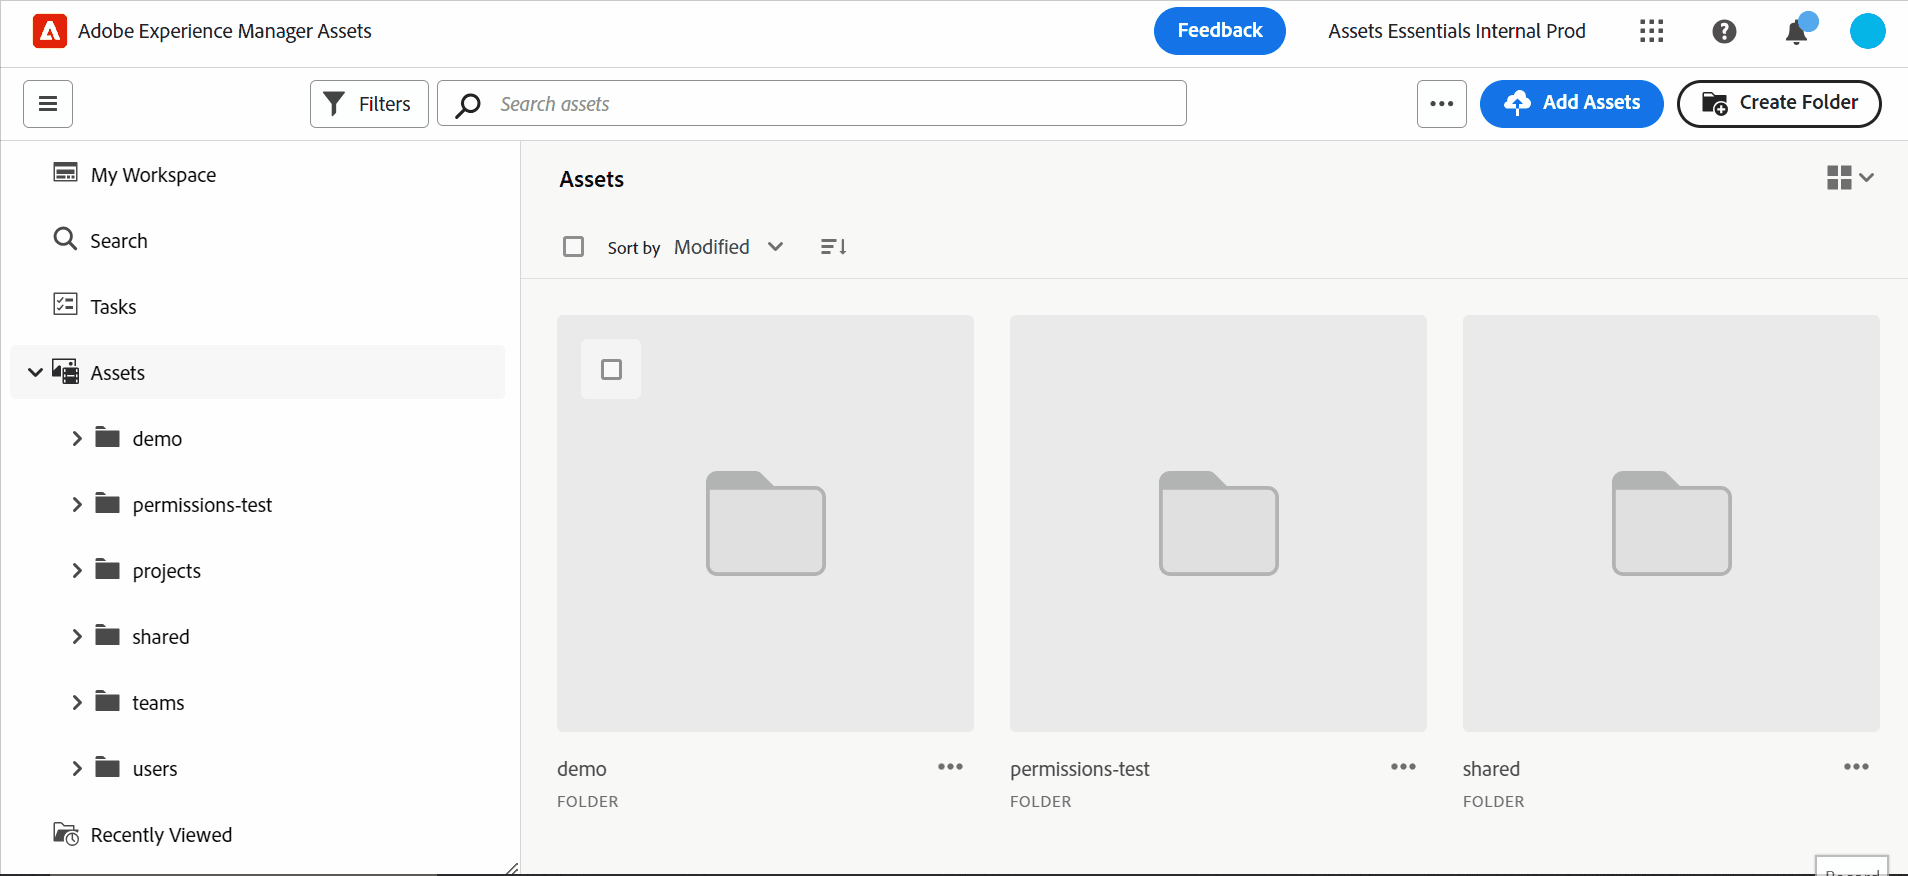 Adobe Experience Manager Assets
Feedback
Assets Essentials Internal Prod
Filters
Search assets
Add Assets
Create Folder
My Workspace
Search
Tasks
Assets
demo
permissions-test
projects
shared
teams
users
Recently Viewed
Assets
Sort by Modified
demo
FOLDER
permissions-test
FOLDER
shared
FOLDER